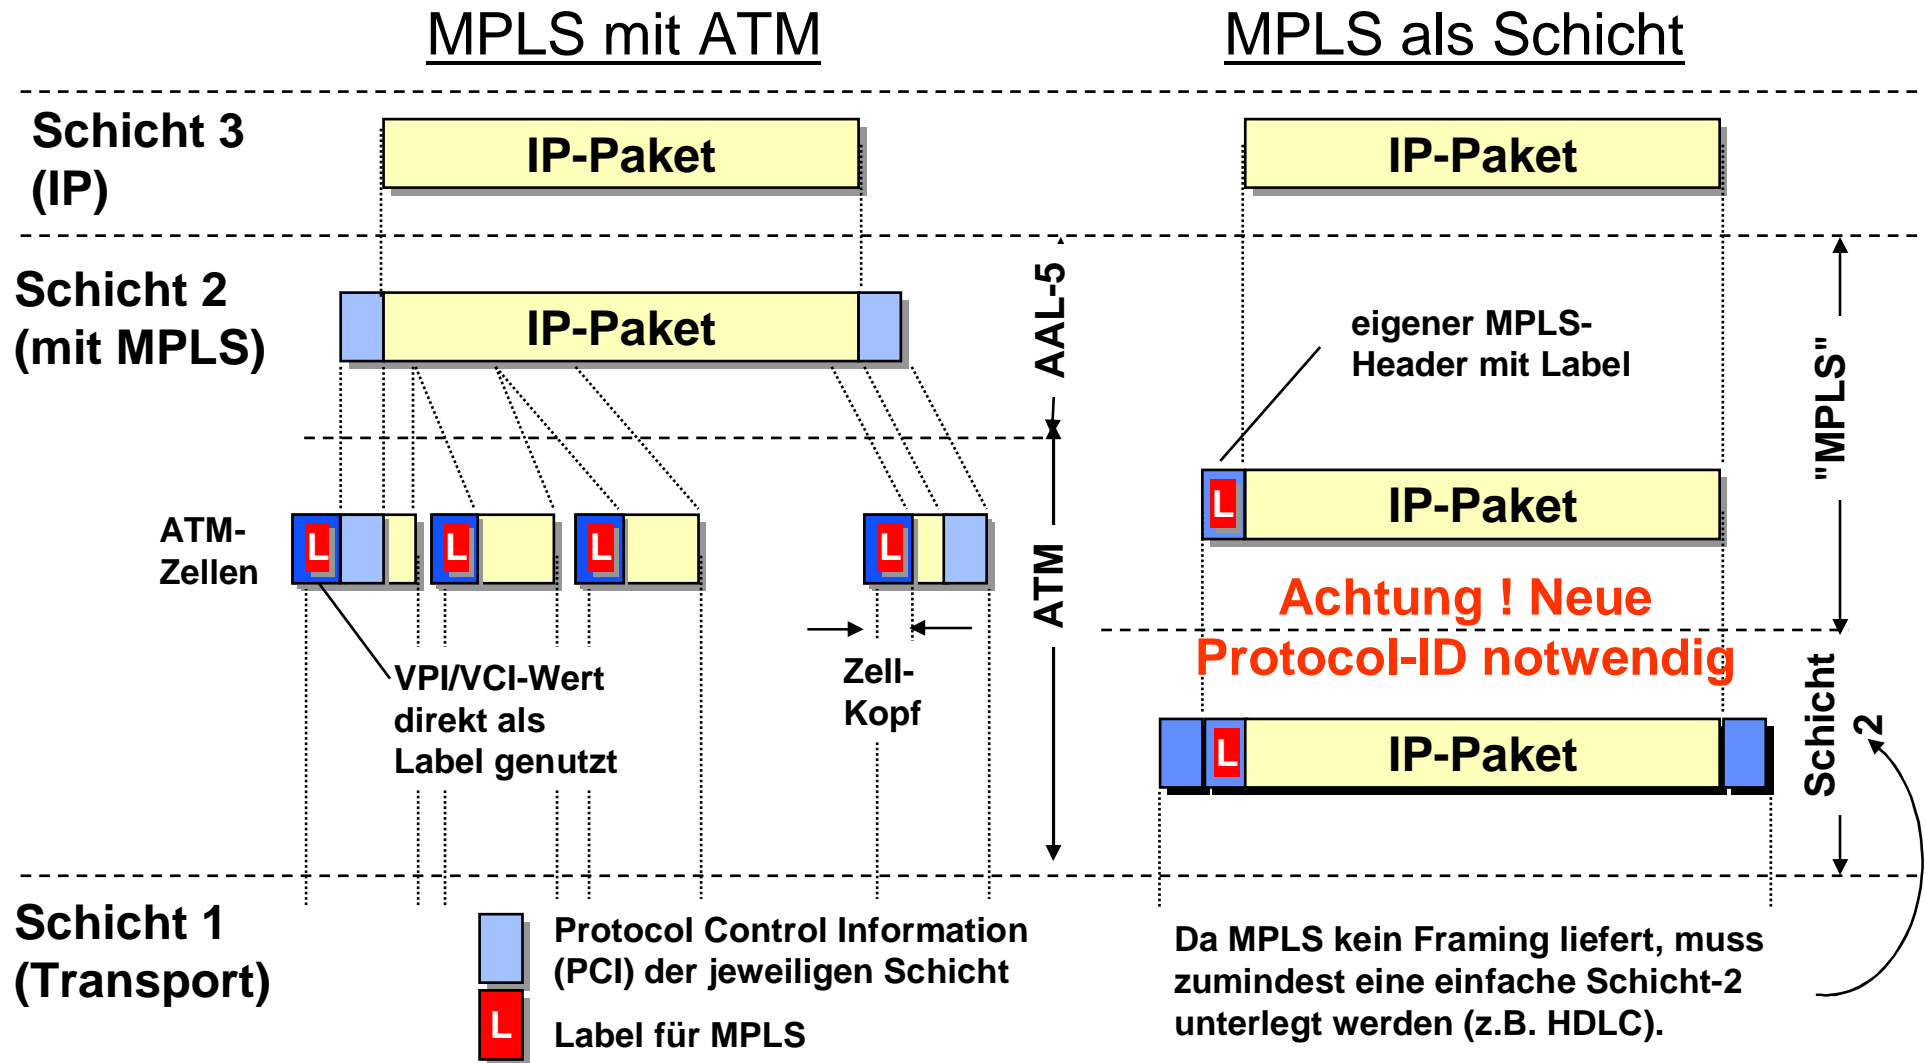 MPLS mit ATM
MPLS als Schicht
Schicht 3
(IP)
IP-Paket
IP-Paket
Schicht 2
(mit MPLS)
IP-Paket
AAL-5
eigener MPLS-
Header mit Label
"MPLS"
L
IP-Paket
ATM-
Zellen
L
L
L
L
ATM
Achtung ! Neue
Protocol-ID notwendig
VPI/VCI-Wert
direkt als
Label genutzt
Zell-
Kopf
L
IP-Paket
Schicht
2
Schicht 1
(Transport)
Protocol Control Information
(PCI) der jeweiligen Schicht
L
Label für MPLS
Da MPLS kein Framing liefert, muss
zumindest eine einfache Schicht-2
unterlegt werden (z.B. HDLC).